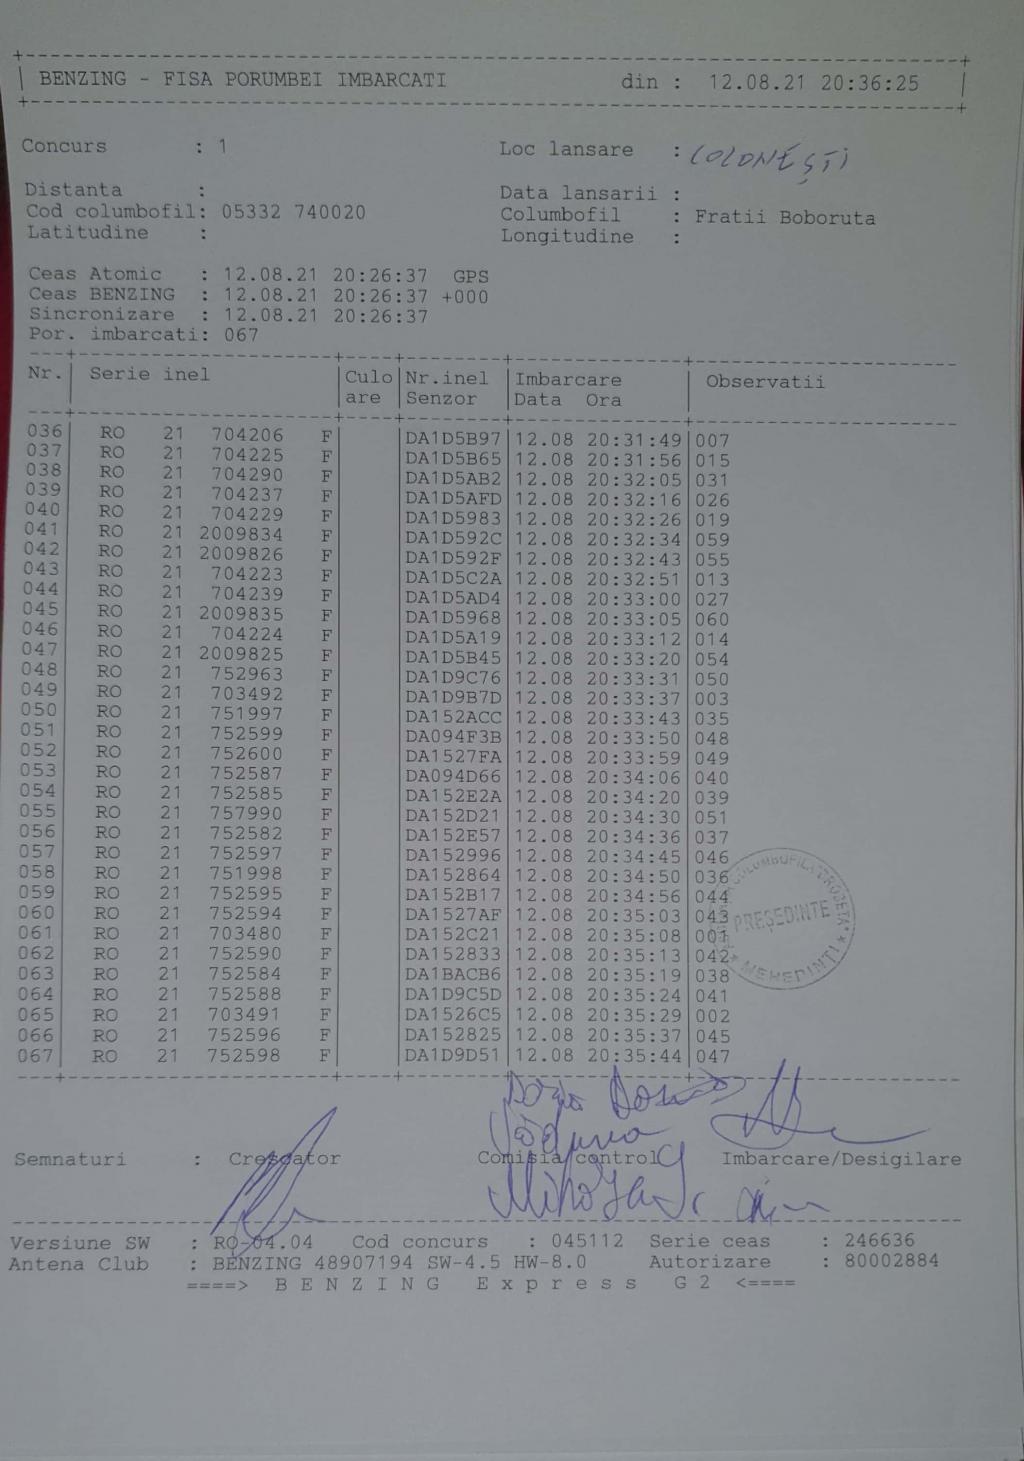 BENZING - FISA PORUMBEI IMBARCATI din : 12.08.21 20:36:25
Concurs : 1 Loc lansare : COLONEȘTI
Distanta : Data lansarii :
Cod columbofil: 05332 740020 Columbofil : Fratii Boboruta
Latitudine : Longitudine :
Ceas Atomic : 12.08.21 20:26:37 GPS
Ceas BENZING : 12.08.21 20:26:37 +000
Sincronizare : 12.08.21 20:26:37
Por. imbarcati: 067
Nr. Serie inel Culo Nr.inel Imbarcare Observatii
are Senzor Data Ora
036 RO 21 704206 F DA1D5B97 12.08 20:31:49 007
037 RO 21 704225 F DA1D5B65 12.08 20:31:56 015
038 RO 21 704290 F DA1D5AB2 12.08 20:32:05 031
039 RO 21 704237 F DA1D5AFD 12.08 20:32:16 026
040 RO 21 704229 F DA1D5983 12.08 20:32:26 019
041 RO 21 2009834 F DA1D592C 12.08 20:32:34 059
042 RO 21 2009826 F DA1D592F 12.08 20:32:43 055
043 RO 21 704223 F DA1D5C2A 12.08 20:32:51 013
044 RO 21 704239 F DA1D5AD4 12.08 20:33:00 027
045 RO 21 2009835 F DA1D5968 12.08 20:33:05 060
046 RO 21 704224 F DA1D5A19 12.08 20:33:12 014
047 RO 21 2009825 F DA1D5B45 12.08 20:33:20 054
048 RO 21 752963 F DA1D9C76 12.08 20:33:31 050
049 RO 21 703492 F DA1D9B7D 12.08 20:33:37 003
050 RO 21 751997 F DA152ACC 12.08 20:33:43 035
051 RO 21 752599 F DA094F3B 12.08 20:33:50 048
052 RO 21 752600 F DA1527FA 12.08 20:33:59 049
053 RO 21 752587 F DA094D66 12.08 20:34:06 040
054 RO 21 752585 F DA152E2A 12.08 20:34:20 039
055 RO 21 757990 F DA152D21 12.08 20:34:30 051
056 RO 21 752582 F DA152E57 12.08 20:34:36 037
057 RO 21 752597 F DA152996 12.08 20:34:45 046
058 RO 21 751998 F DA152864 12.08 20:34:50 036
059 RO 21 752595 F DA152B17 12.08 20:34:56 044
060 RO 21 752594 F DA1527AF 12.08 20:35:03 043
061 RO 21 703480 F DA152C21 12.08 20:35:08 001
062 RO 21 752590 F DA152833 12.08 20:35:13 042
063 RO 21 752584 F DA1BACB6 12.08 20:35:19 038
064 RO 21 752588 F DA1D9C5D 12.08 20:35:24 041
065 RO 21 703491 F DA1526C5 12.08 20:35:29 002
066 RO 21 752596 F DA152825 12.08 20:35:37 045
067 RO 21 752598 F DA1D9D51 12.08 20:35:44 047
PREȘEDINTE
MEHEDINTI
Semnaturi : Crescator Comisia control Imbarcare/Desigilare
Versiune SW : RO-04.04 Cod concurs : 045112 Serie ceas : 246636
Antena Club : BENZING 48907194 SW-4.5 HW-8.0 Autorizare : 80002884
====> B E N Z I N G E x p r e s s G 2 <====